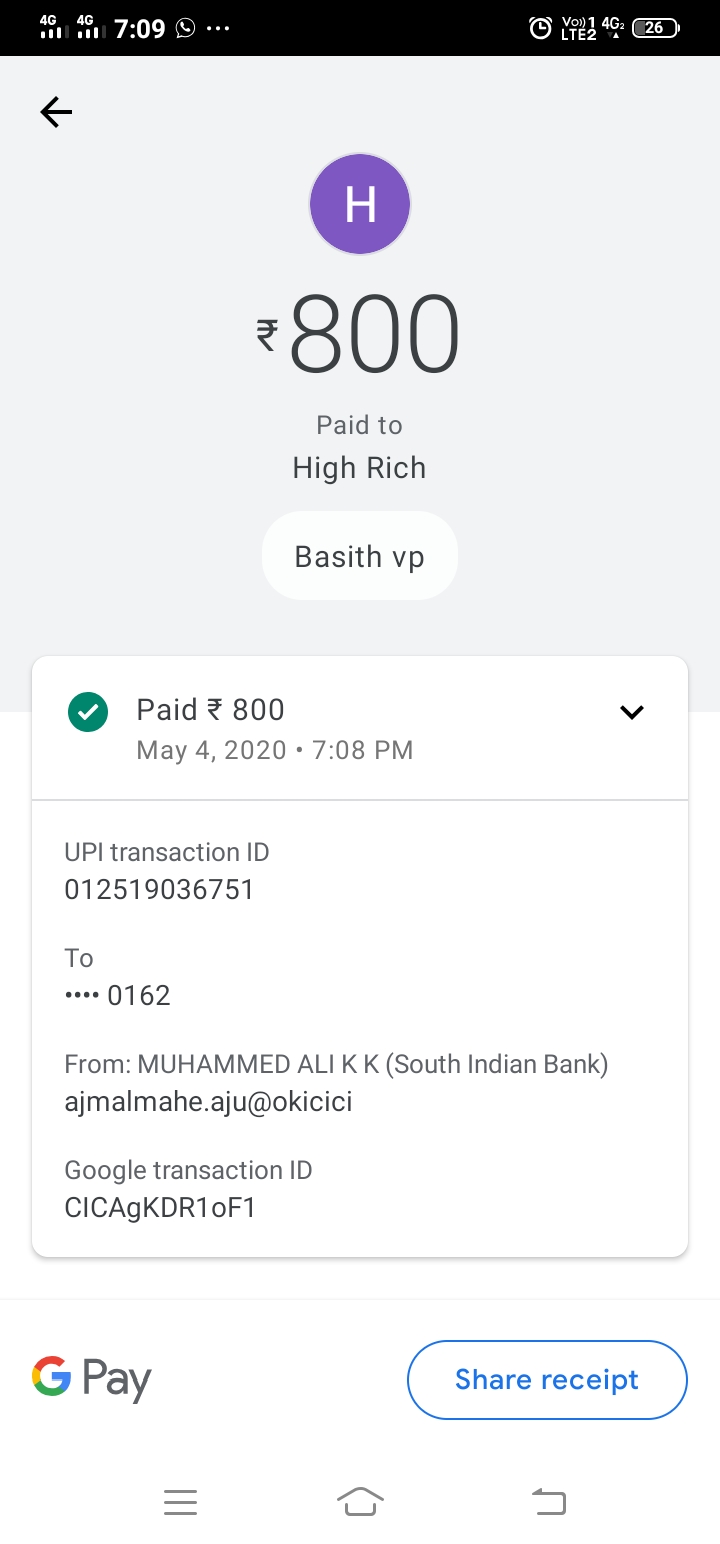 4G 4G 7:09 ••• Vo)) 1 4G2 26
LTE2
H
₹800
Paid to
High Rich
Basith vp
Paid ₹ 800
May 4, 2020 • 7:08 PM
UPI transaction ID
012519036751
To
•••• 0162
From: MUHAMMED ALI K K (South Indian Bank)
ajmalmahe.aju@okicici
Google transaction ID
CICAgKDR1oF1
G Pay
Share receipt